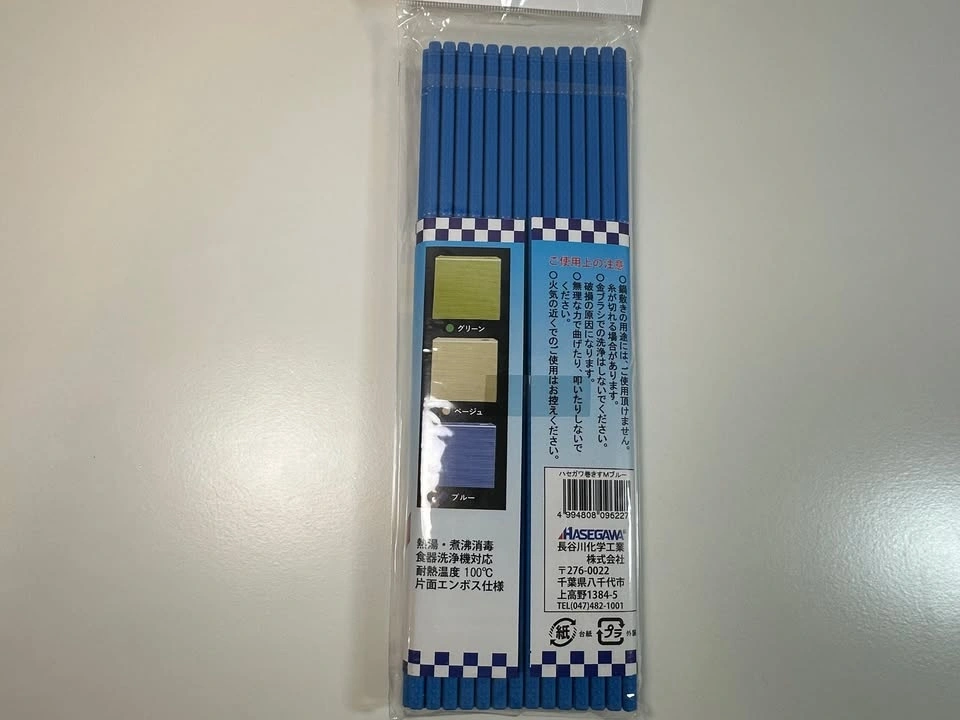 グリーン
ベージュ
ブルー
熱湯・煮沸消毒
食器洗浄機対応
耐熱温度 100℃
片面エンボス仕様
ご使用上の注意
○鍋敷きの用途には、ご使用頂けません。
糸が切れる場合があります。
○金ブラシでの洗浄はしないでください。
破損の原因になります。
○無理な力で曲げたり、叩いたりしないで
ください。
○火気の近くでのご使用はお控えください。
ハセガワ巻きすMブルー
4 994808 096227
HASEGAWA
長谷川化学工業
株式会社
〒276-0022
千葉県八千代市
上高野1384-5
TEL(047)482-1001
紙 台紙 プラ